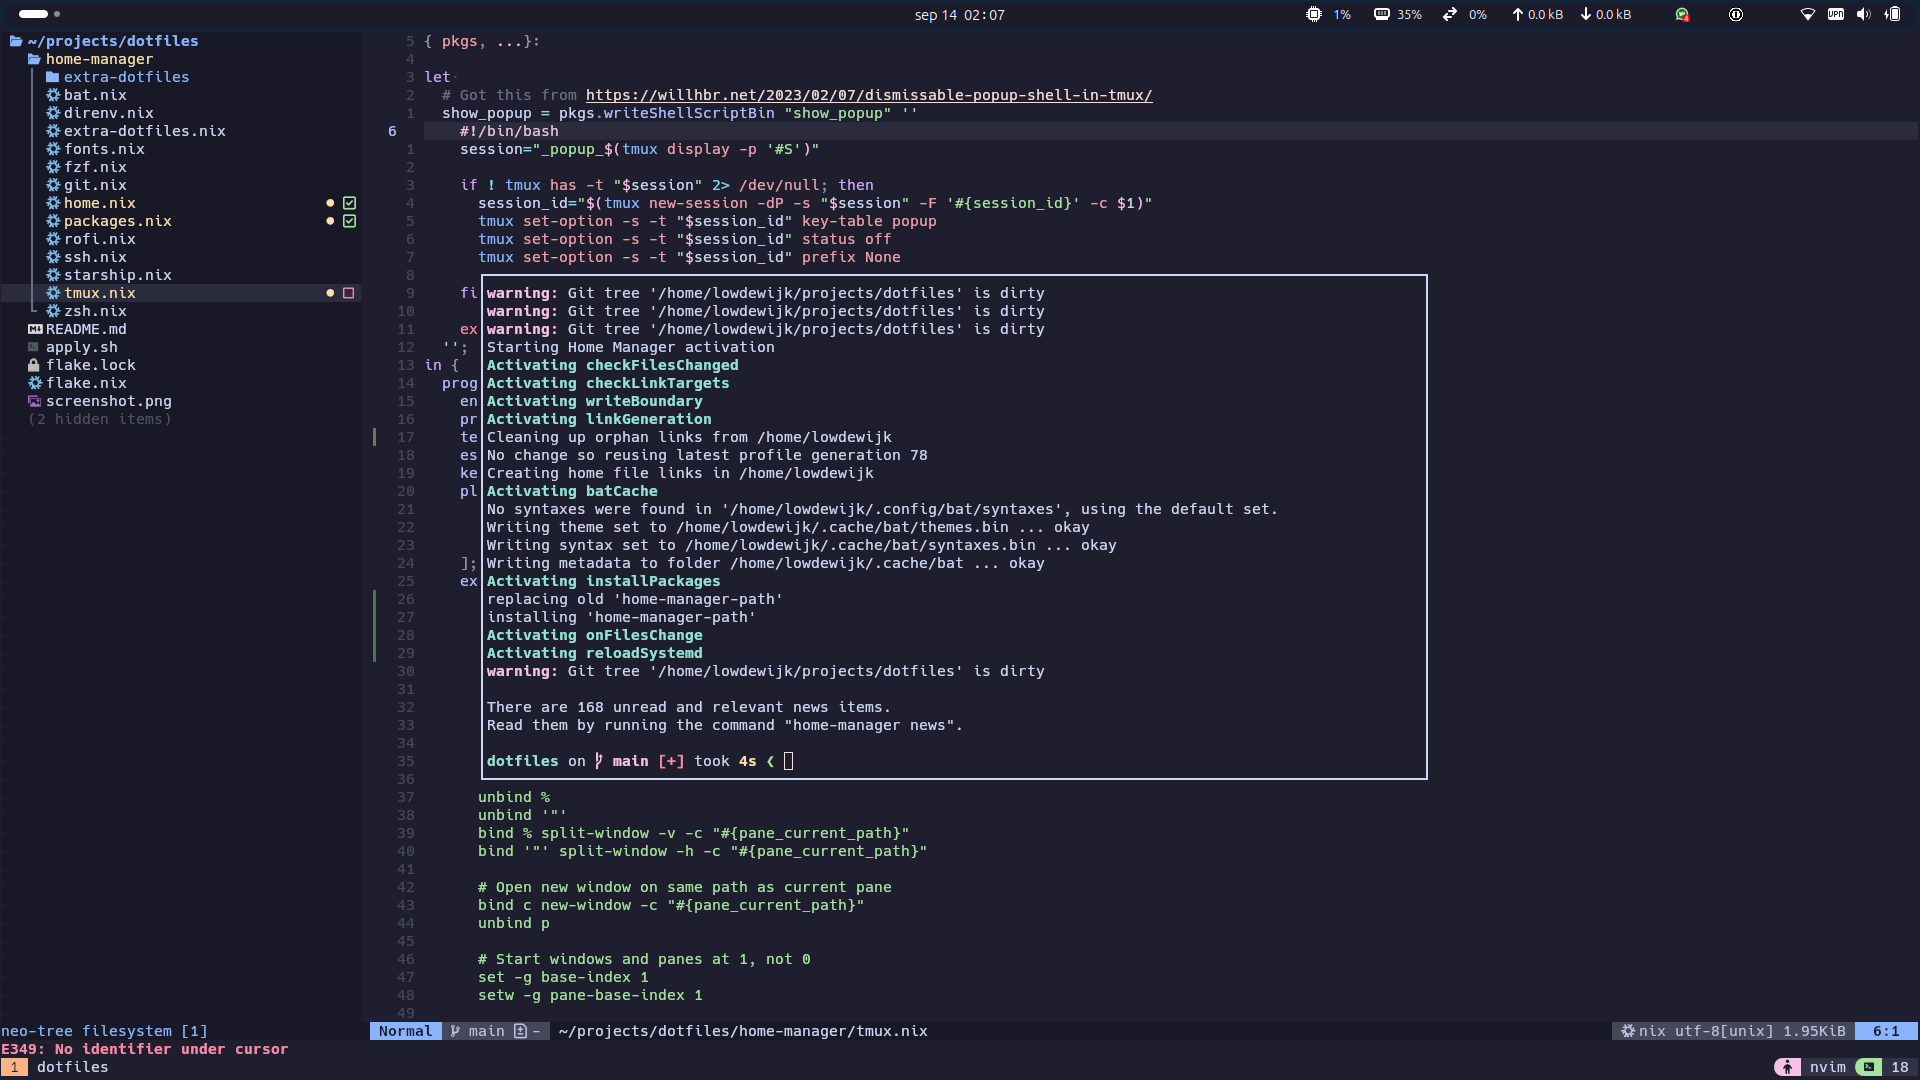 sep 14 02:07
1% 35% 0% 0.0 kB 0.0 kB 4 VPN
~/projects/dotfiles
home-manager
extra-dotfiles
bat.nix
direnv.nix
extra-dotfiles.nix
fonts.nix
fzf.nix
git.nix
home.nix
packages.nix
rofi.nix
ssh.nix
starship.nix
tmux.nix
zsh.nix
README.md
apply.sh
flake.lock
flake.nix
screenshot.png
(2 hidden items)
neo-tree filesystem [1]
5 { pkgs, ...}:
4
3 let
2 # Got this from https://willhbr.net/2023/02/07/dismissable-popup-shell-in-tmux/
1 show_popup = pkgs.writeShellScriptBin "show_popup" ''
6 #!/bin/bash
1 session="_popup_$(tmux display -p '#S')"
2
3 if ! tmux has -t "$session" 2> /dev/null; then
4 session_id="$(tmux new-session -dP -s "$session" -F '#{session_id}' -c $1)"
5 tmux set-option -s -t "$session_id" key-table popup
6 tmux set-option -s -t "$session_id" status off
7 tmux set-option -s -t "$session_id" prefix None
8
9 fi
10
11 ex
12 '';
13 in {
14 prog
15 en
16 pr
17 te
18 es
19 ke
20 pl
21
22
23
24 ];
25 ex
26
27
28
29
30
31
32
33
34
35
36
warning: Git tree '/home/lowdewijk/projects/dotfiles' is dirty
warning: Git tree '/home/lowdewijk/projects/dotfiles' is dirty
warning: Git tree '/home/lowdewijk/projects/dotfiles' is dirty
Starting Home Manager activation
Activating checkFilesChanged
Activating checkLinkTargets
Activating writeBoundary
Activating linkGeneration
Cleaning up orphan links from /home/lowdewijk
No change so reusing latest profile generation 78
Creating home file links in /home/lowdewijk
Activating batCache
No syntaxes were found in '/home/lowdewijk/.config/bat/syntaxes', using the default set.
Writing theme set to /home/lowdewijk/.cache/bat/themes.bin ... okay
Writing syntax set to /home/lowdewijk/.cache/bat/syntaxes.bin ... okay
Writing metadata to folder /home/lowdewijk/.cache/bat ... okay
Activating installPackages
replacing old 'home-manager-path'
installing 'home-manager-path'
Activating onFilesChange
Activating reloadSystemd
warning: Git tree '/home/lowdewijk/projects/dotfiles' is dirty
There are 168 unread and relevant news items.
Read them by running the command "home-manager news".
dotfiles on main [+] took 4s ❮
37 unbind %
38 unbind '"'
39 bind % split-window -v -c "#{pane_current_path}"
40 bind '"' split-window -h -c "#{pane_current_path}"
41
42 # Open new window on same path as current pane
43 bind c new-window -c "#{pane_current_path}"
44 unbind p
45
46 # Start windows and panes at 1, not 0
47 set -g base-index 1
48 setw -g pane-base-index 1
49
Normal main - ~/projects/dotfiles/home-manager/tmux.nix nix utf-8[unix] 1.95KiB 6:1
E349: No identifier under cursor
1 dotfiles nvim 18